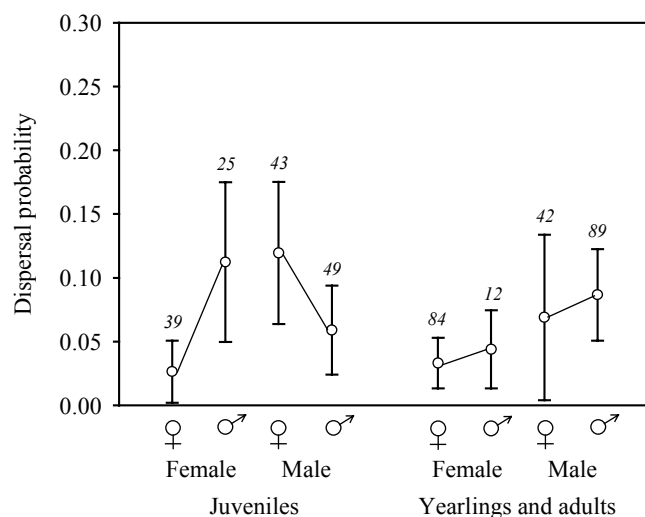 0.30
0.25
0.20
0.15
0.10
0.05
0.00
Dispersal probability
39 25 43 49 84 12 42 89
♀ ♂ ♀ ♂ ♀ ♂ ♀ ♂
Female Male Female Male
Juveniles Yearlings and adults